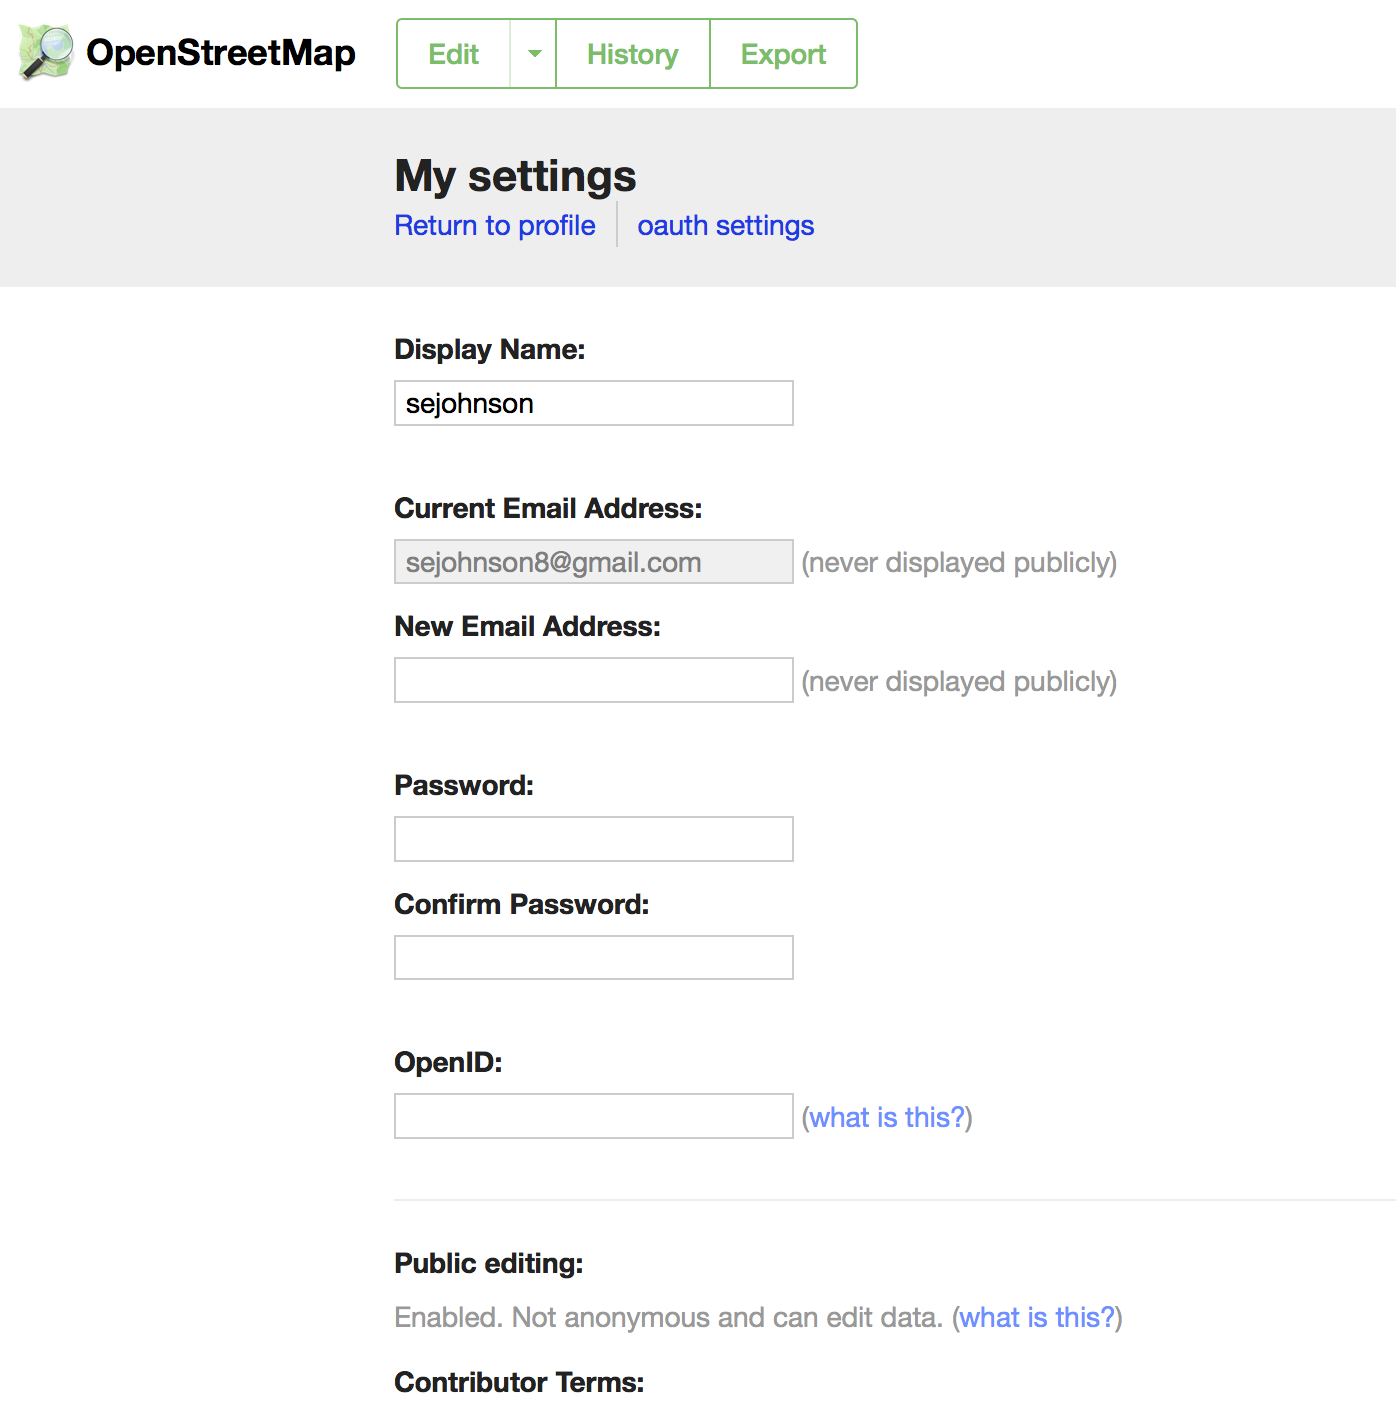 OpenStreetMap Edit History Export
My settings
Return to profile oauth settings
Display Name:
sejohnson
Current Email Address:
sejohnson8@gmail.com (never displayed publicly)
New Email Address:
(never displayed publicly)
Password:
Confirm Password:
OpenID:
(what is this?)
Public editing:
Enabled. Not anonymous and can edit data. (what is this?)
Contributor Terms: